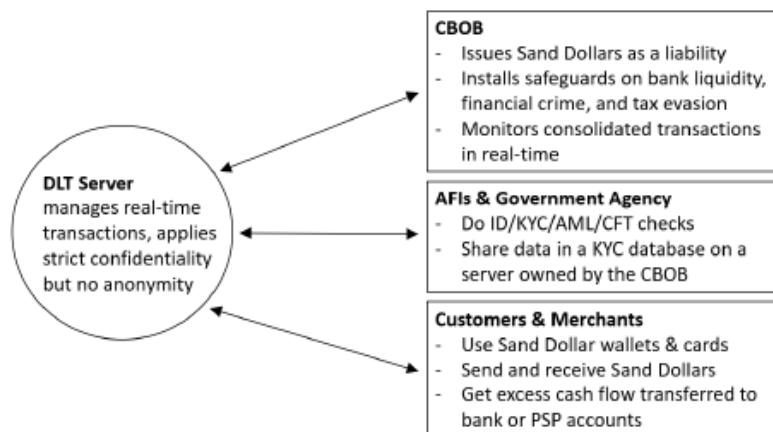 DLT Server
manages real-time
transactions, applies
strict confidentiality
but no anonymity
CBOB
- Issues Sand Dollars as a liability
- Installs safeguards on bank liquidity,
financial crime, and tax evasion
- Monitors consolidated transactions
in real-time
AFIs & Government Agency
- Do ID/KYC/AML/CFT checks
- Share data in a KYC database on a
server owned by the CBOB
Customers & Merchants
- Use Sand Dollar wallets & cards
- Send and receive Sand Dollars
- Get excess cash flow transferred to
bank or PSP accounts